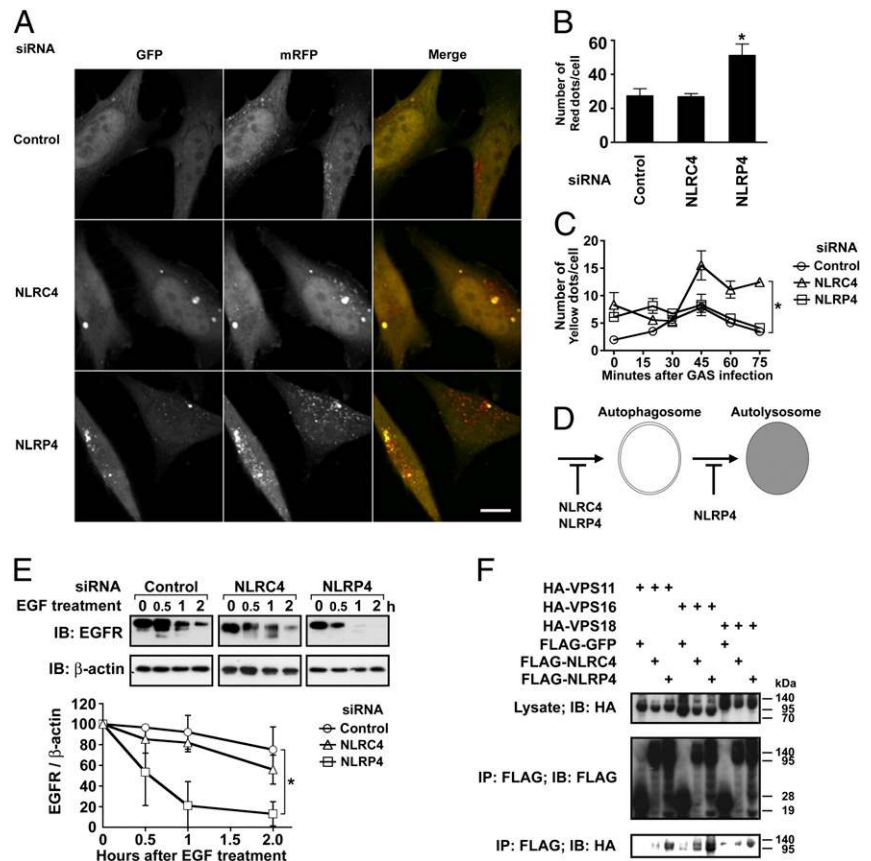 A
siRNA
GFP mRFP Merge
Control
NLRC4
NLRP4
B
Number of
Red dots/cell
60
40
20
0
*
siRNA
Control
NLRC4
NLRP4
C
Number of
Yellow dots/cell
20
15
10
5
0
0 15 30 45 60 75
Minutes after GAS infection
siRNA
Control
NLRC4
NLRP4
*
D
Autophagosome Autolysosome
NLRC4
NLRP4
NLRP4
E
siRNA Control NLRC4 NLRP4
EGF treatment 0 0.5 1 2 0 0.5 1 2 0 0.5 1 2 h
IB: EGFR
IB: β-actin
EGFR / β-actin
120
100
80
60
40
20
0
0 0.5 1 1.5 2.0
Hours after EGF treatment
siRNA
Control
NLRC4
NLRP4
*
F
HA-VPS11 + + +
HA-VPS16 + + +
HA-VPS18 + + +
FLAG-GFP + + +
FLAG-NLRC4 + + +
FLAG-NLRP4 + + +
kDa
Lysate; IB: HA
140
95
70
IP: FLAG; IB: FLAG
140
95
28
19
IP: FLAG; IB: HA
140
95